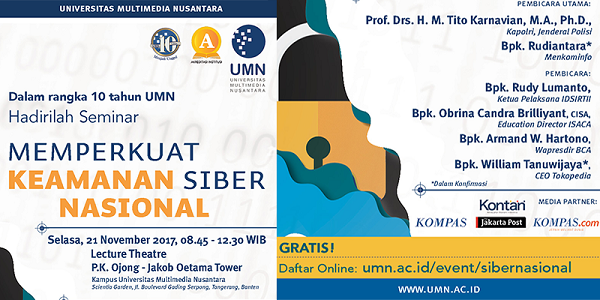 UNIVERSITAS MULTIMEDIA NUSANTARA
10
A
UMN
UNIVERSITAS
MULTIMEDIA
NUSANTARA
Dalam rangka 10 tahun UMN
Hadirilah Seminar
MEMPERKUAT
KEAMANAN SIBER
NASIONAL
Selasa, 21 November 2017, 08.45 - 12.30 WIB
Lecture Theatre
P.K. Ojong - Jakob Oetama Tower
Kampus Universitas Multimedia Nusantara
Scientia Garden, Jl. Boulevard Gading Serpong, Tangerang, Banten
PEMBICARA UTAMA:
Prof. Drs. H. M. Tito Karnavian, M.A., Ph.D.,
Kapolri, Jenderal Polisi
Bpk. Rudiantara*
Menkominfo
PEMBICARA:
Bpk. Rudy Lumanto,
Ketua Pelaksana IDSIRTII
Bpk. Obrina Candra Brilliyant, CISA,
Education Director ISACA
Bpk. Armand W. Hartono,
Wapresdir BCA
Bpk. William Tanuwijaya*,
CEO Tokopedia
*Dalam Konfirmasi
MEDIA PARTNER:
Kontan
KOMPAS
Jakarta Post
KOMPAS.com
GRATIS!
Daftar Online: umn.ac.id/event/sibernasional
WWW.UMN.AC.ID